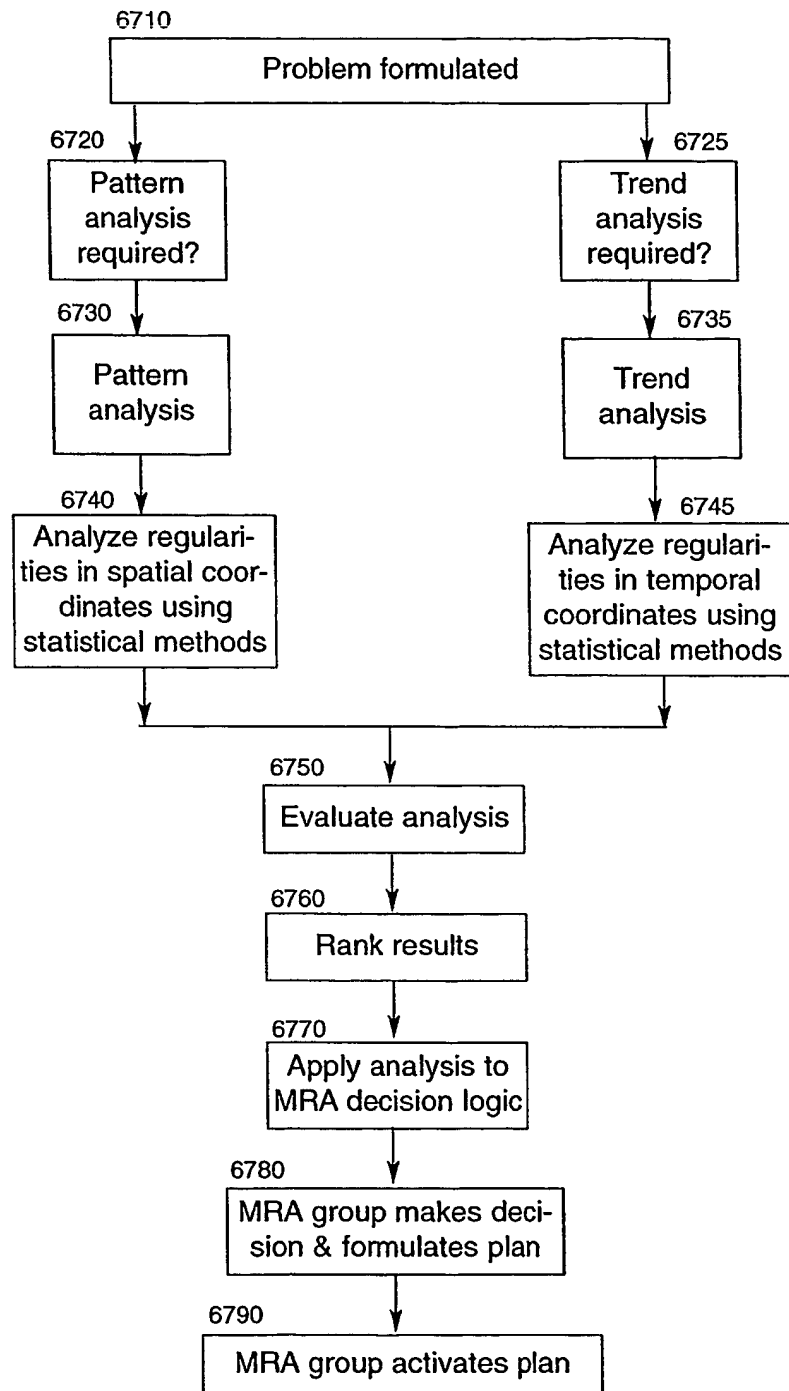 6710
Problem formulated
6720
Pattern
analysis
required?
6725
Trend
analysis
required?
6730
Pattern
analysis
6735
Trend
analysis
6740
Analyze regulari-
ties in spatial coor-
dinates using
statistical methods
6745
Analyze regulari-
ties in temporal
coordinates using
statistical methods
6750
Evaluate analysis
6760
Rank results
6770
Apply analysis to
MRA decision logic
6780
MRA group makes deci-
sion & formulates plan
6790
MRA group activates plan